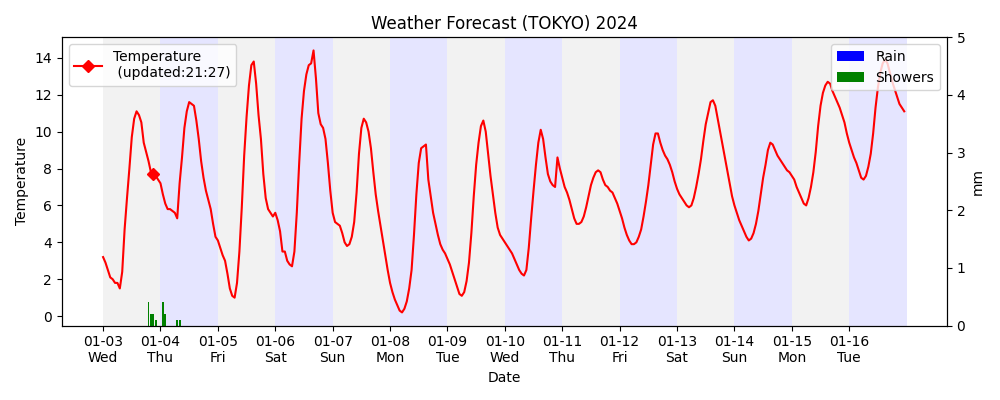 Weather Forecast (TOKYO) 2024
Temperature
(updated:21:27)
Rain
Showers
14
12
10
8
6
4
2
0
Temperature
5
4
3
2
1
0
mm
01-03 01-04 01-05 01-06 01-07 01-08 01-09 01-10 01-11 01-12 01-13 01-14 01-15 01-16
Wed Thu Fri Sat Sun Mon Tue Wed Thu Fri Sat Sun Mon Tue
Date